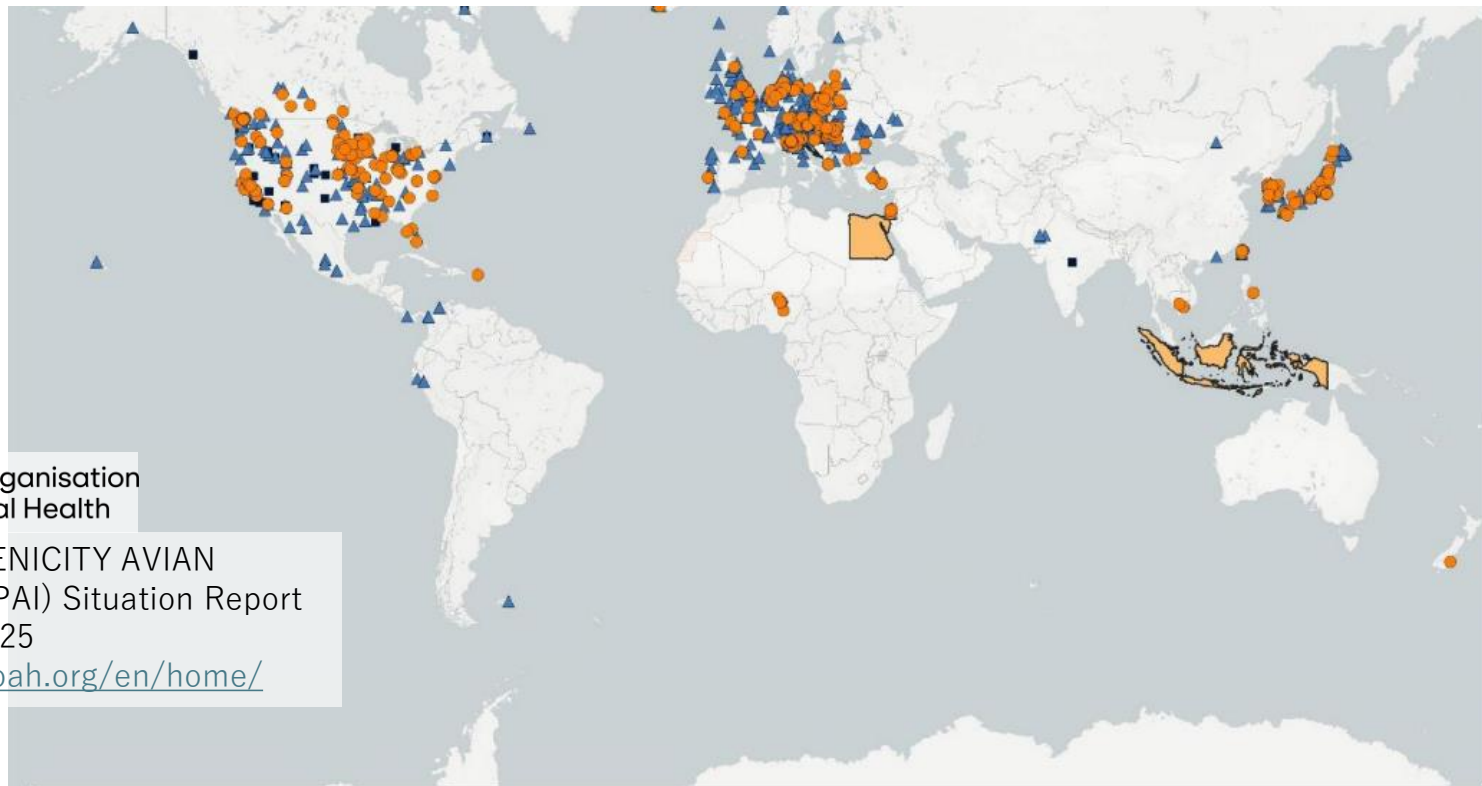 ganisation
al Health
ENICITY AVIAN
PAI) Situation Report
25
oah.org/en/home/